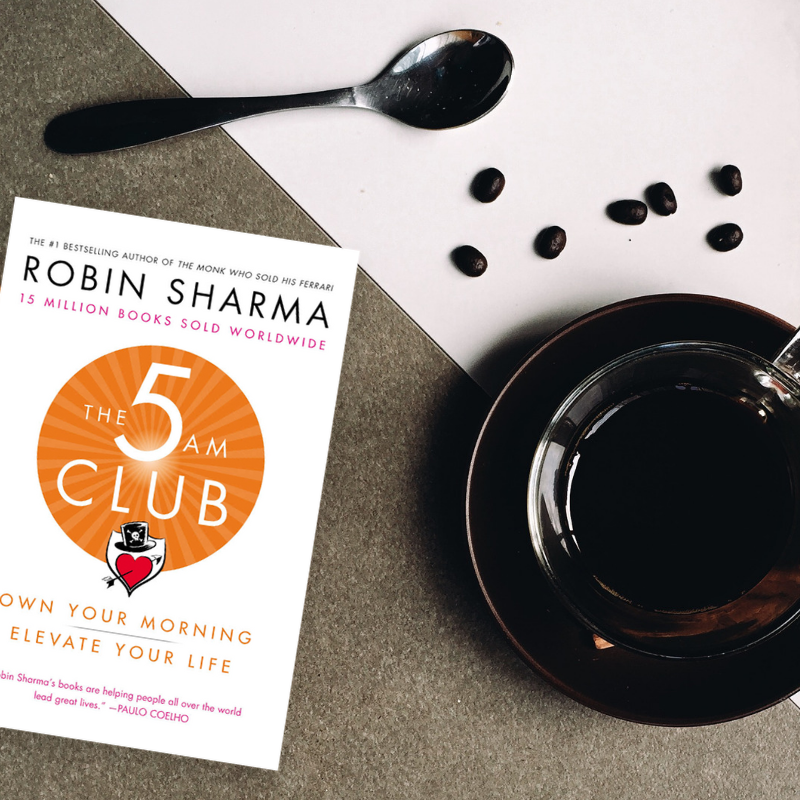 THE #1 BESTSELLING AUTHOR OF THE MONK WHO SOLD HIS FERRARI
ROBIN SHARMA
15 MILLION BOOKS SOLD WORLDWIDE
THE 5 AM
CLUB
OWN YOUR MORNING
ELEVATE YOUR LIFE
Sharma's books are helping people all over the world
lead great lives." —PAULO COELHO